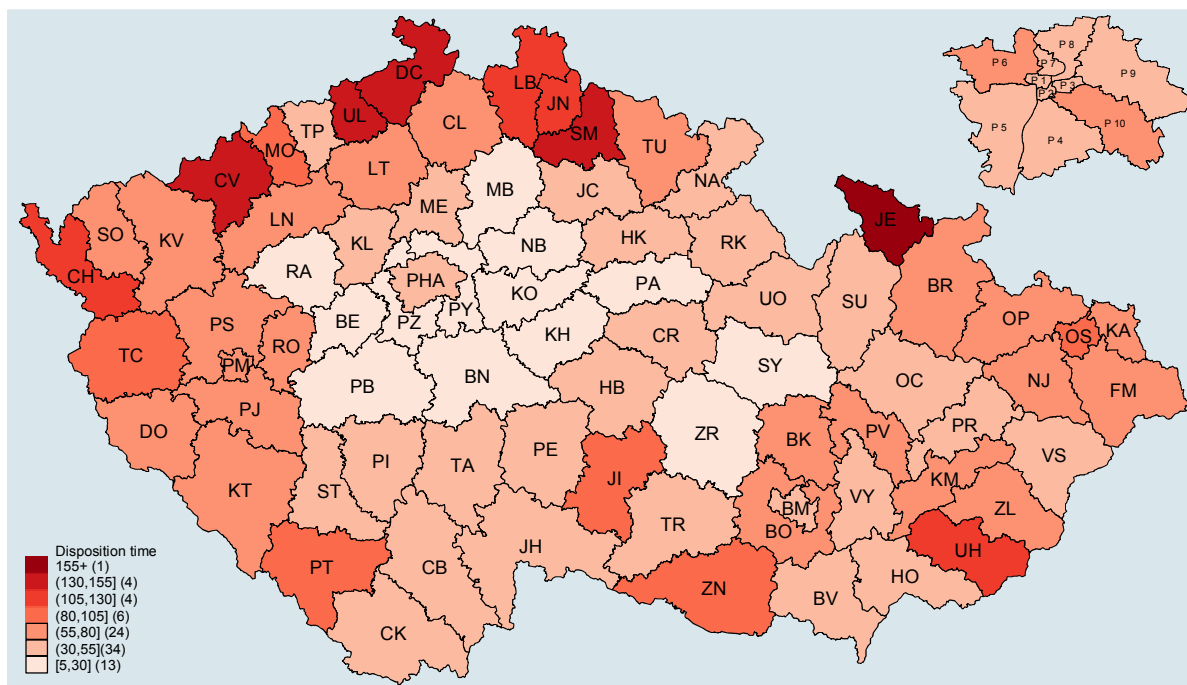 DC
P 8
P 6
P 7
P 9
P 1
P 3
P 2
LB
JN
UL
CL
SM
P 10
TP
P 5
P 4
MO
TU
LT
CV
NA
MB
JC
ME
JE
LN
SO
KV
KL
NB
HK
RK
RA
CH
PHA
PA
BR
KO
UO
SU
PY
BE
PZ
PS
OP
KA
KH
CR
OS
RO
TC
PM
SY
NJ
BN
OC
PB
HB
FM
PJ
PR
DO
ZR
PV
BK
VS
PE
PI
TA
JI
KM
KT
ST
VY
BM
ZL
TR
BO
JH
UH
PT
CB
HO
ZN
BV
CK
Disposition time
155+ (1)
(130,155] (4)
(105,130] (4)
(80,105] (6)
(55,80] (24)
(30,55](34)
[5,30] (13)